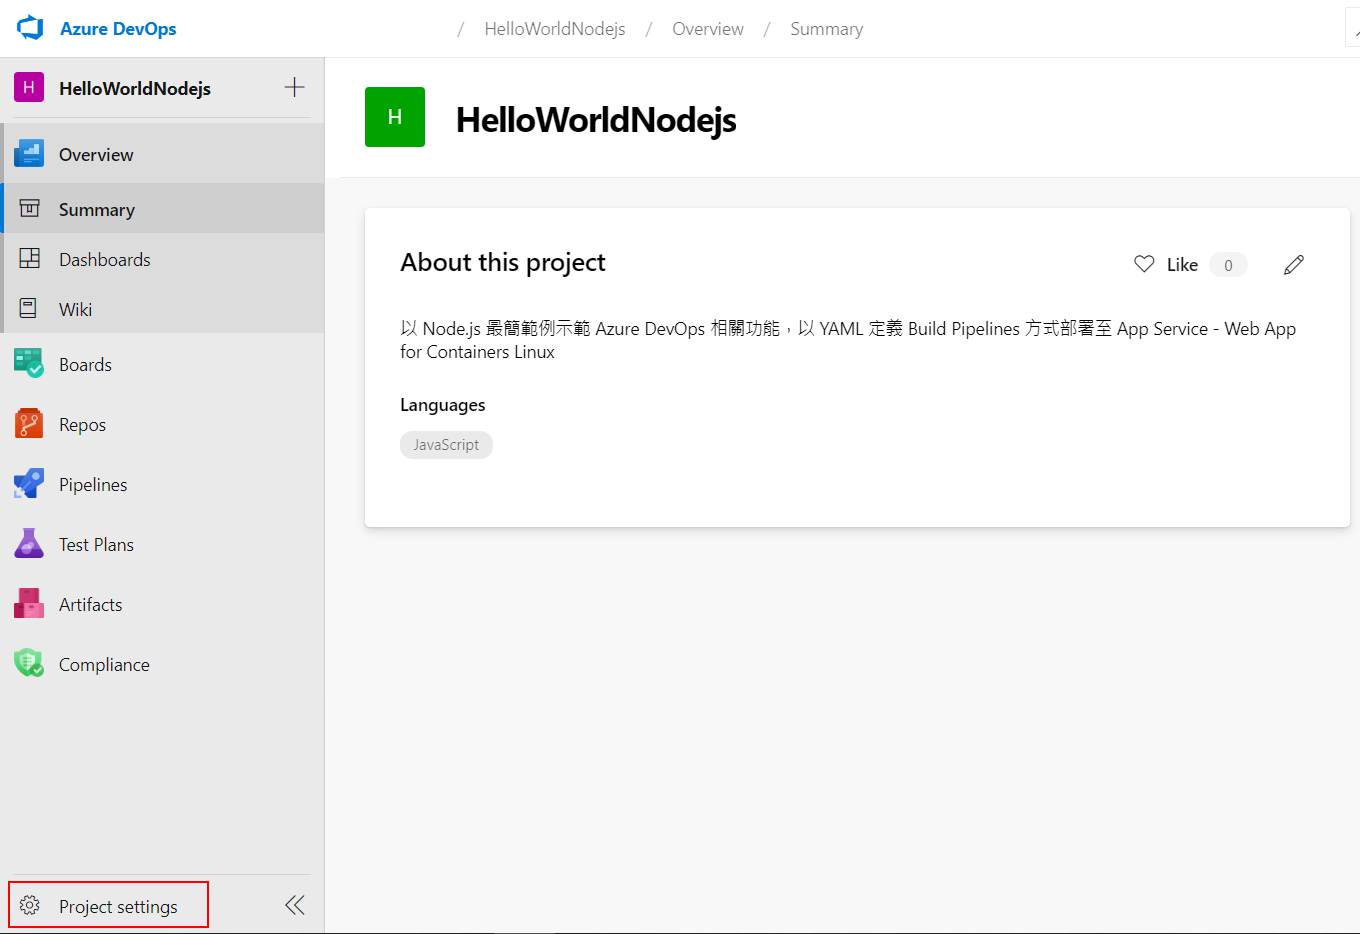 Azure DevOps
/ HelloWorldNodejs / Overview / Summary
H HelloWorldNodejs
Overview
Summary
Dashboards
Wiki
Boards
Repos
Pipelines
Test Plans
Artifacts
Compliance
Project settings
H HelloWorldNodejs
About this project
Like 0
以 Node.js 最簡範例示範 Azure DevOps 相關功能，以 YAML 定義 Build Pipelines 方式部署至 App Service - Web App
for Containers Linux
Languages
JavaScript